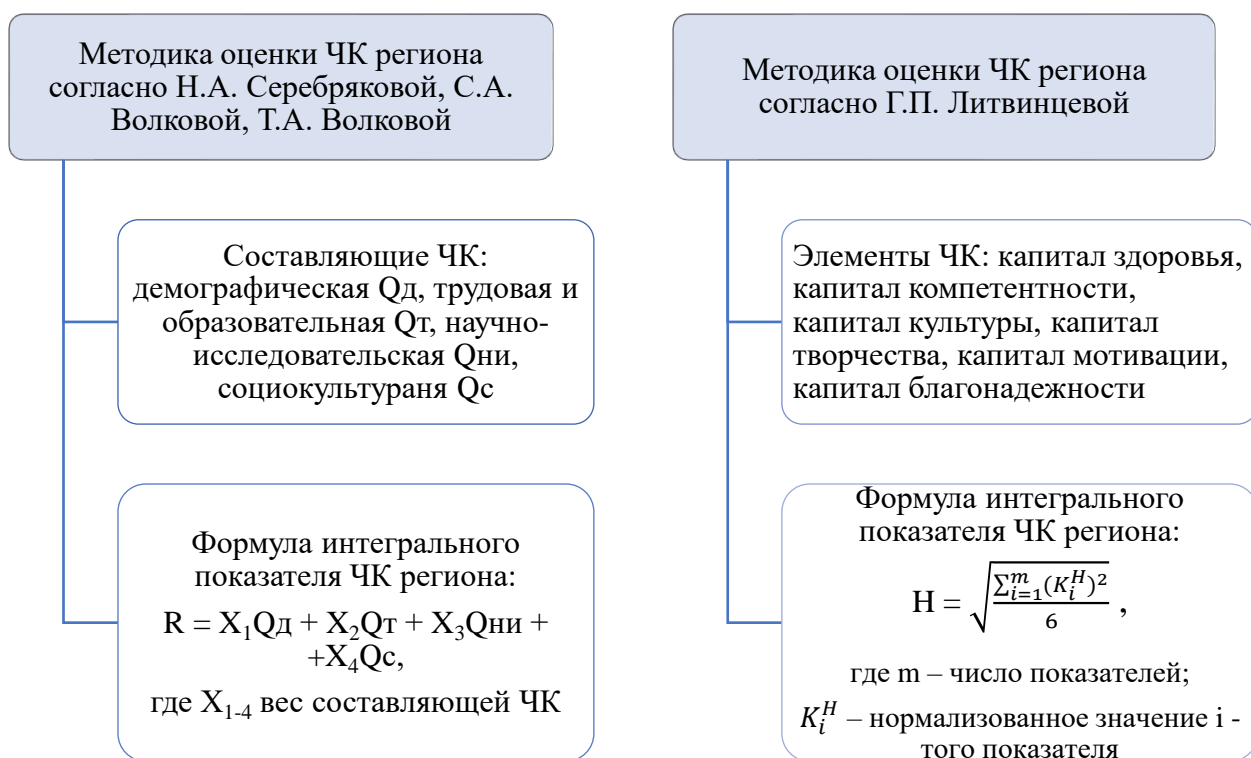 Методика оценки ЧК региона
согласно Н.А. Серебряковой, С.А.
Волковой, Т.А. Волковой
Составляющие ЧК:
демографическая Qд, трудовая и
образовательная Qт, научно-
исследовательская Qни,
социокультураня Qс
Формула интегрального
показателя ЧК региона:
R = X₁Qд + X₂Qт + X₃Qни +
+X₄Qс,
где X₁₋₄ вес составляющей ЧК
Методика оценки ЧК региона
согласно Г.П. Литвинцевой
Элементы ЧК: капитал здоровья,
капитал компетентности,
капитал культуры, капитал
творчества, капитал мотивации,
капитал благонадежности
Формула интегрального
показателя ЧК региона:
H = √(∑_{i=1}^{m}(K_i^H)²/6) ,
где m – число показателей;
K_i^H – нормализованное значение i -
того показателя